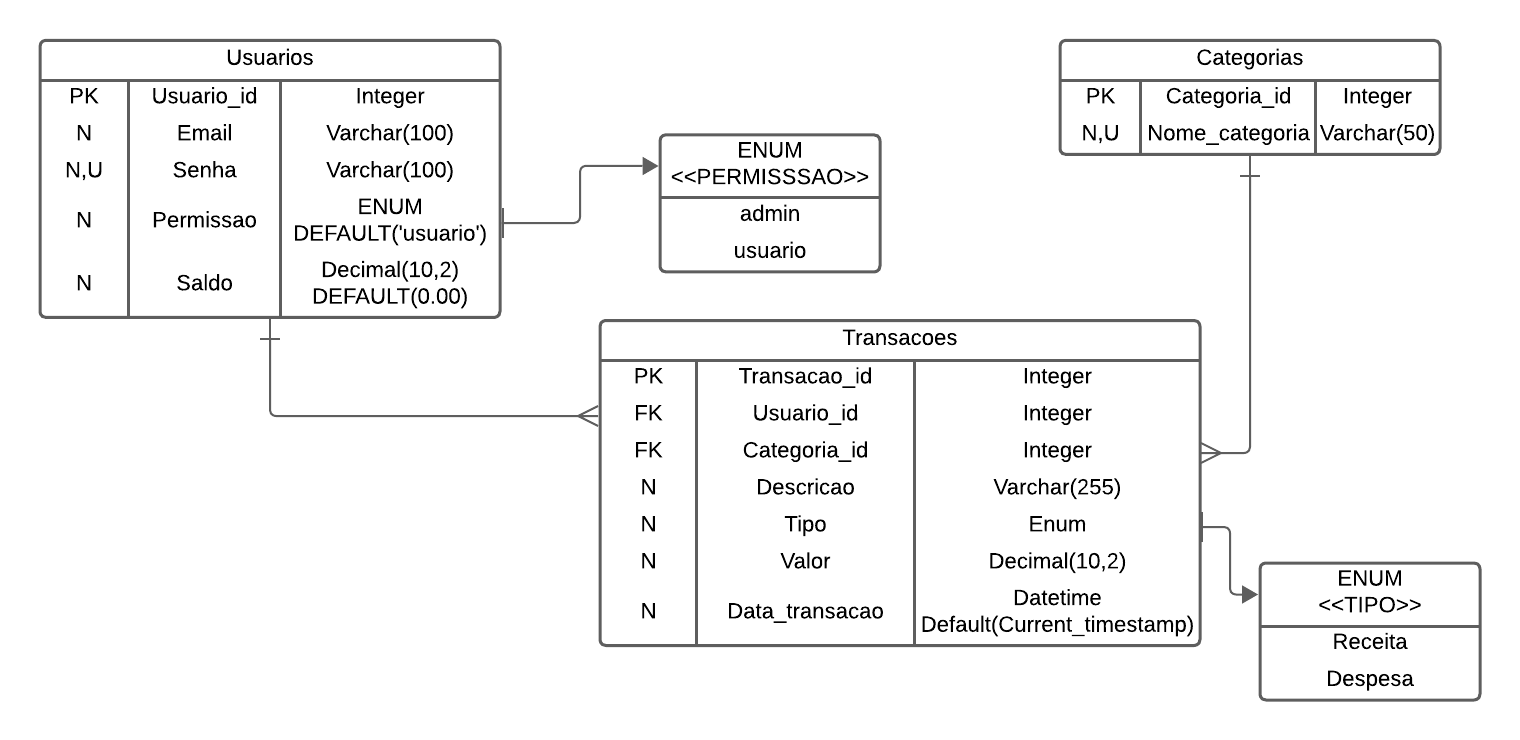 Usuarios
PK Usuario_id Integer
N Email Varchar(100)
N,U Senha Varchar(100)
N Permissao ENUM
DEFAULT('usuario')
N Saldo Decimal(10,2)
DEFAULT(0.00)
ENUM
<<PERMISSSAO>>
admin
usuario
Categorias
PK Categoria_id Integer
N,U Nome_categoria Varchar(50)
Transacoes
PK Transacao_id Integer
FK Usuario_id Integer
FK Categoria_id Integer
N Descricao Varchar(255)
N Tipo Enum
N Valor Decimal(10,2)
N Data_transacao Datetime
Default(Current_timestamp)
ENUM
<<TIPO>>
Receita
Despesa